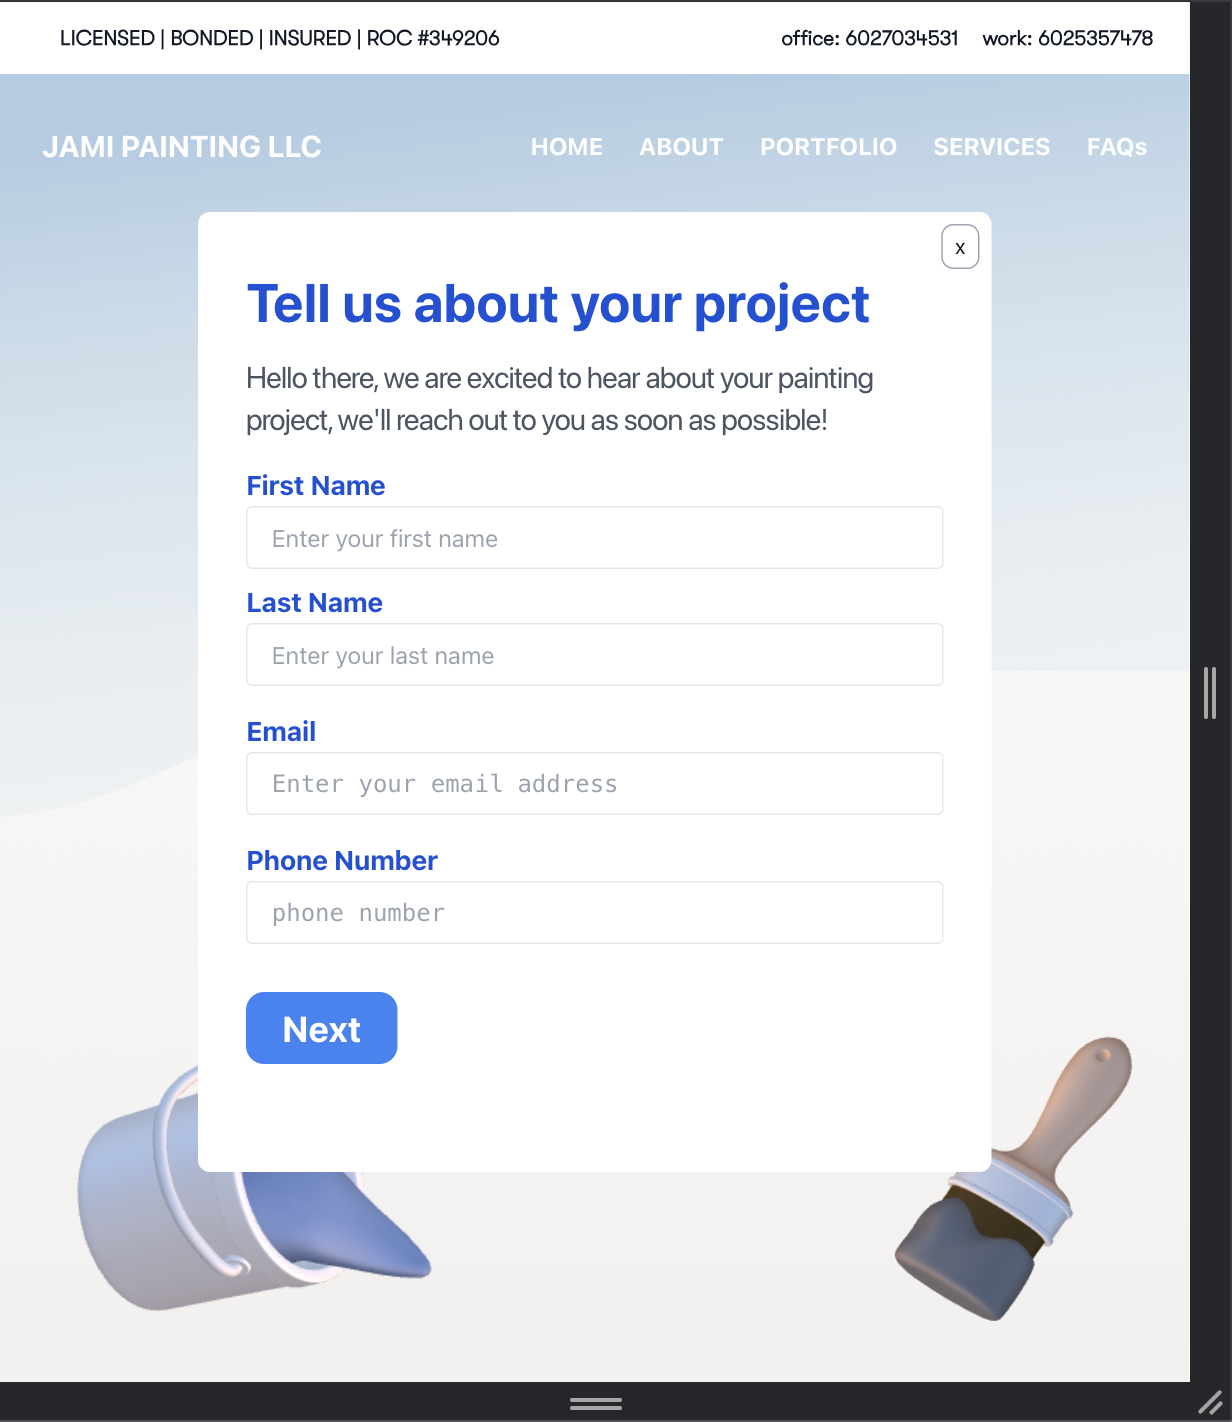 LICENSED | BONDED | INSURED | ROC #349206
office: 6027034531 work: 6025357478
JAMI PAINTING LLC
HOME ABOUT PORTFOLIO SERVICES FAQs
x
Tell us about your project
Hello there, we are excited to hear about your painting
project, we'll reach out to you as soon as possible!
First Name
Enter your first name
Last Name
Enter your last name
Email
Enter your email address
Phone Number
phone number
Next